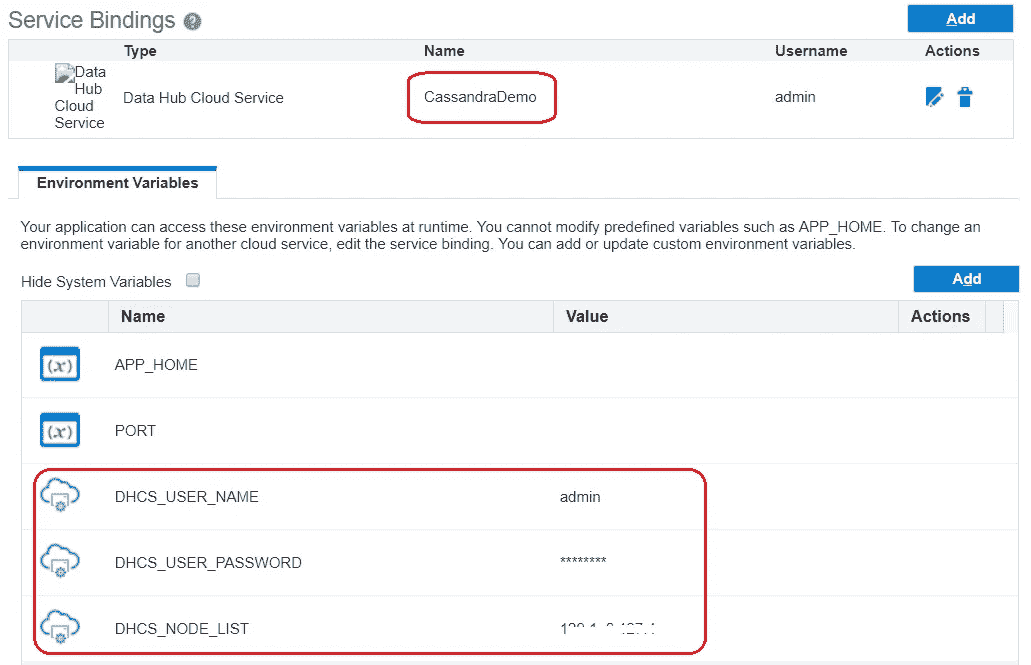 Service Bindings ?
Add
Type Name Username Actions
Data Hub Cloud Service
Data Hub Cloud Service CassandraDemo admin
Environment Variables
Your application can access these environment variables at runtime. You cannot modify predefined variables such as APP_HOME. To change an
environment variable for another cloud service, edit the service binding. You can add or update custom environment variables.
Hide System Variables
Add
Name Value Actions
(x) APP_HOME
(x) PORT
DHCS_USER_NAME admin
DHCS_USER_PASSWORD ********
DHCS_NODE_LIST